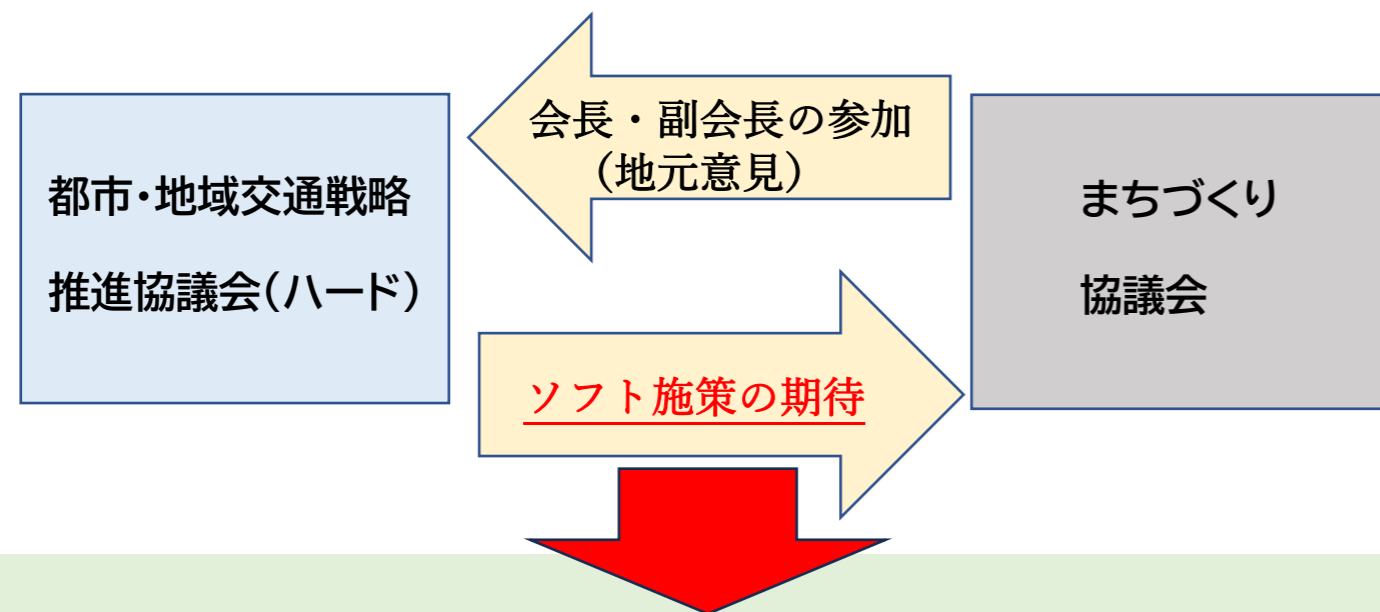 会長・副会長の参加
（地元意見）
都市・地域交通戦略
推進協議会（ハード）
まちづくり
協議会
ソフト施策の期待